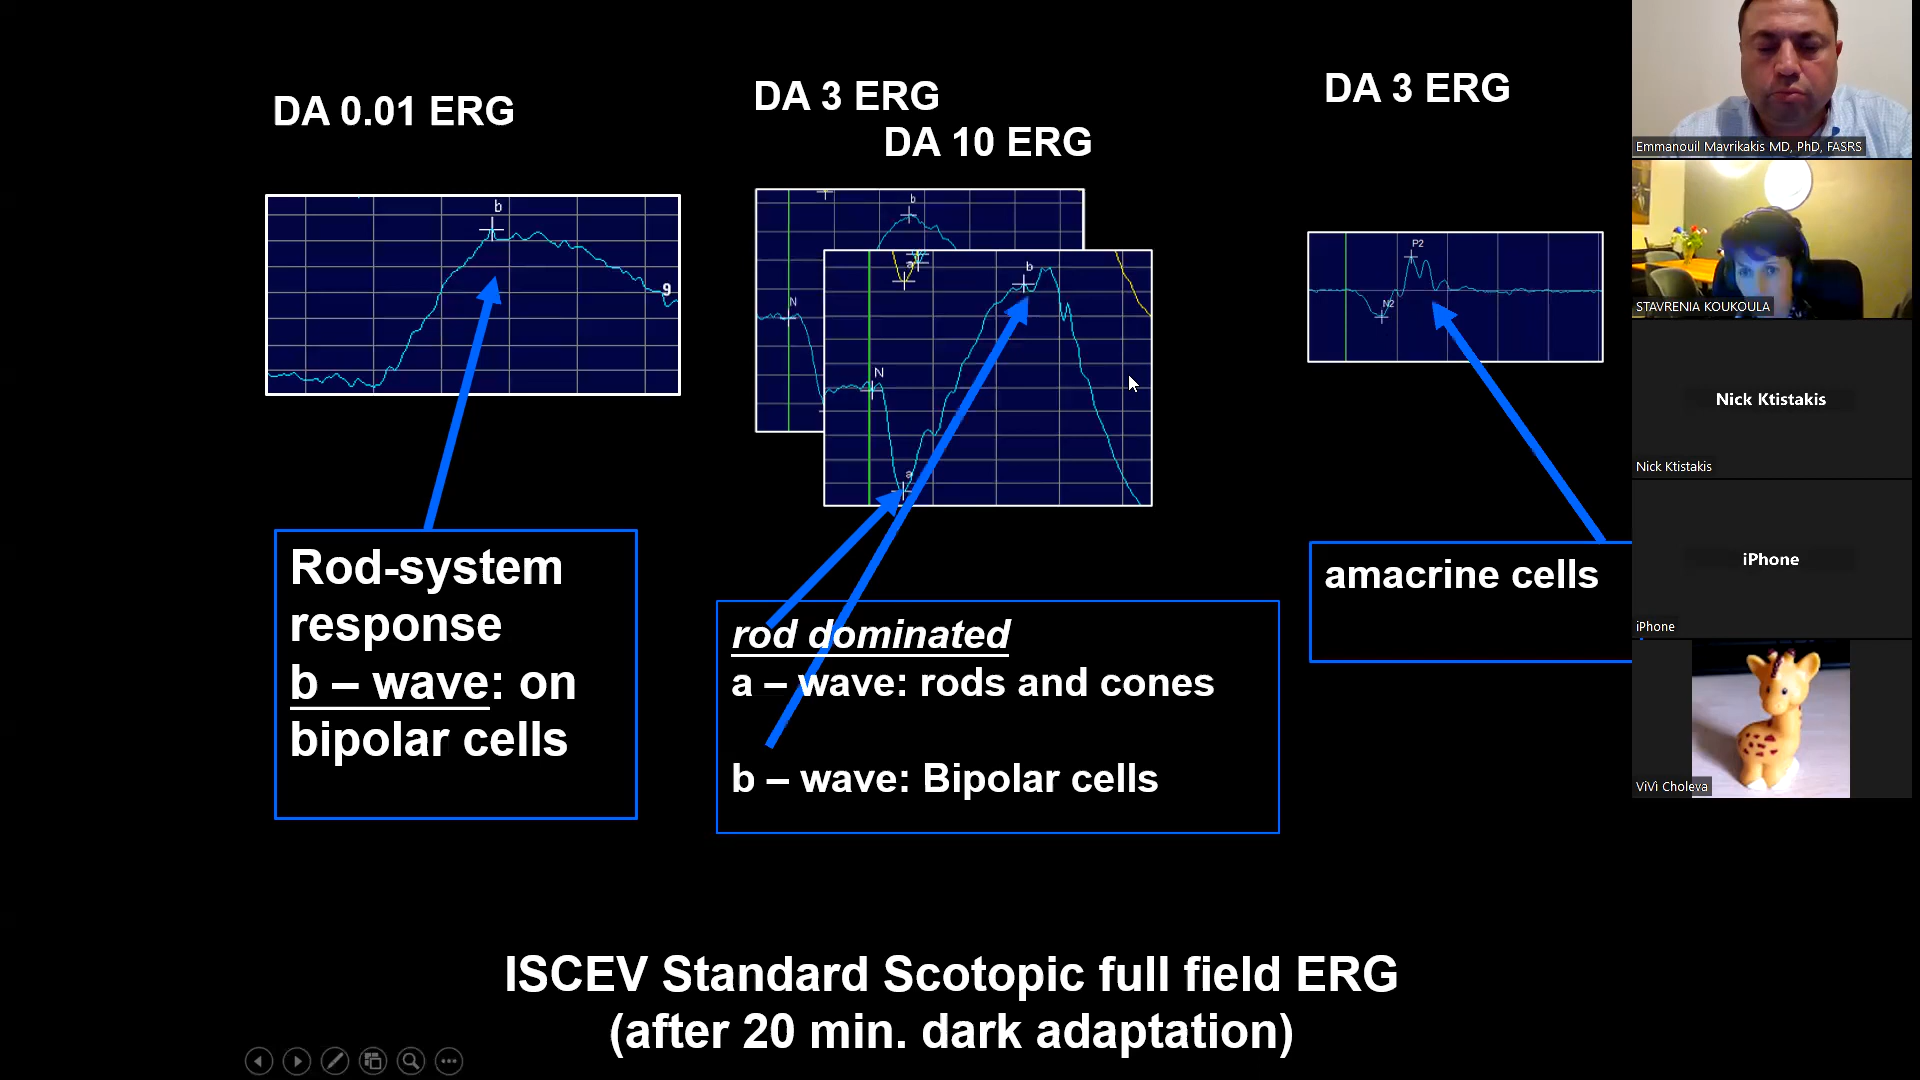 DA 0.01 ERG
b
9
Rod-system
response
b – wave: on
bipolar cells
DA 3 ERG
DA 10 ERG
b
N
a
b
N
a
rod dominated
a – wave: rods and cones
b – wave: Bipolar cells
DA 3 ERG
P2
N2
amacrine cells
ISCEV Standard Scotopic full field ERG
(after 20 min. dark adaptation)
Emmanouil Mavrikakis MD, PhD, FASRS
STAVRENIA KOUKOULA
Nick Ktistakis
Nick Ktistakis
iPhone
iPhone
ViVi Choleva